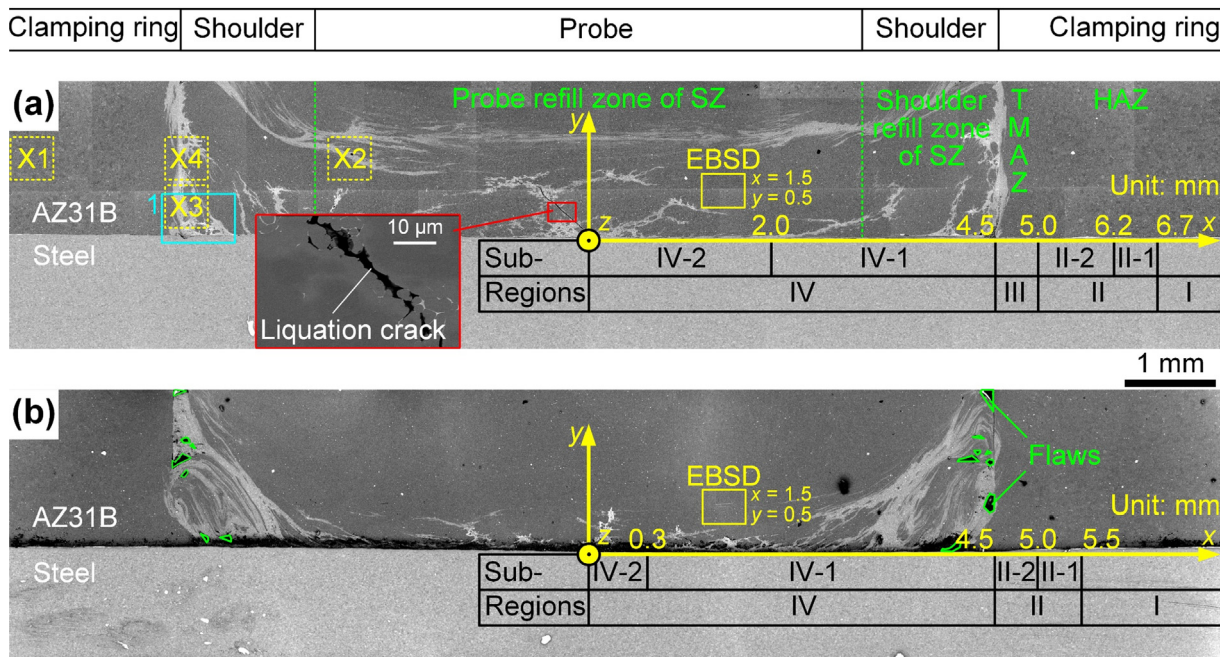 Clamping ring Shoulder Probe Shoulder Clamping ring
(a)
Probe refill zone of SZ
Shoulder
refill zone
of SZ
T
M
A
Z
HAZ
y
X1 X4 X2
EBSD
x = 1.5
y = 0.5
1 X3
Unit: mm
AZ31B
10 μm
z 2.0 4.5 5.0 6.2 6.7 x
Steel
Sub- IV-2 IV-1 II-2 II-1
Regions IV III II I
Liquation crack
1 mm
(b)
y
Flaws
EBSD
x = 1.5
y = 0.5
Unit: mm
AZ31B
z 0.3 4.5 5.0 5.5 x
Steel
Sub- IV-2 IV-1 II-2 II-1
Regions IV II I